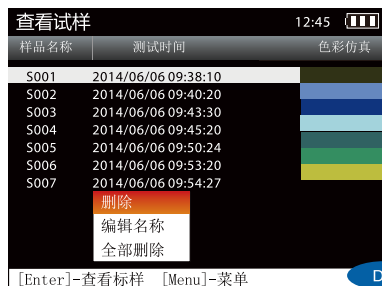 查看试样 12:45
样品名称 测试时间 色彩仿真
S001 2014/06/06 09:38:10
S002 2014/06/06 09:40:20
S003 2014/06/06 09:43:30
S004 2014/06/06 09:45:20
S005 2014/06/06 09:50:24
S006 2014/06/06 09:53:20
S007 2014/06/06 09:54:27
删除
编辑名称
全部删除
[Enter]-查看标样 [Menu]-菜单 D